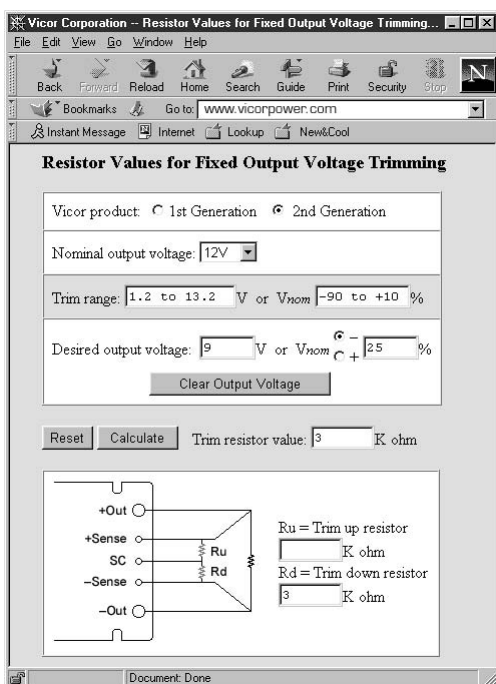 Vicor Corporation -- Resistor Values for Fixed Output Voltage Trimming...
File Edit View Go Window Help
Back Forward Reload Home Search Guide Print Security Stop N
Bookmarks Go to: www.vicorpower.com
Instant Message Internet Lookup New&Cool
Resistor Values for Fixed Output Voltage Trimming
Vicor product: 1st Generation 2nd Generation
Nominal output voltage: 12V
Trim range: 1.2 to 13.2 V or Vnom -90 to +10 %
Desired output voltage: 9 V or Vnom − + 25 %
Clear Output Voltage
Reset Calculate Trim resistor value: 3 K ohm
+Out
+Sense
SC
−Sense
−Out
Ru
Rd
Ru = Trim up resistor
K ohm
Rd = Trim down resistor
3 K ohm
Document: Done